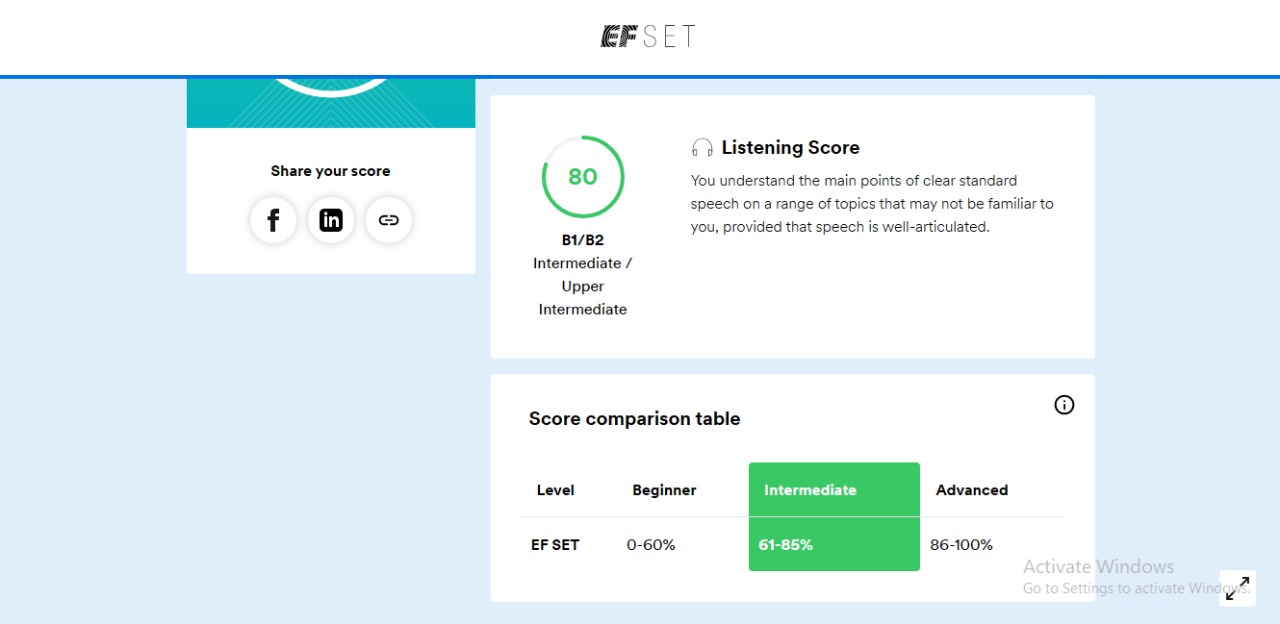 EF SET
Share your score
80
B1/B2
Intermediate /
Upper
Intermediate
Listening Score
You understand the main points of clear standard
speech on a range of topics that may not be familiar to
you, provided that speech is well-articulated.
Score comparison table
Level Beginner Intermediate Advanced
EF SET 0-60% 61-85% 86-100%
Activate Windows
Go to Settings to activate Windows.